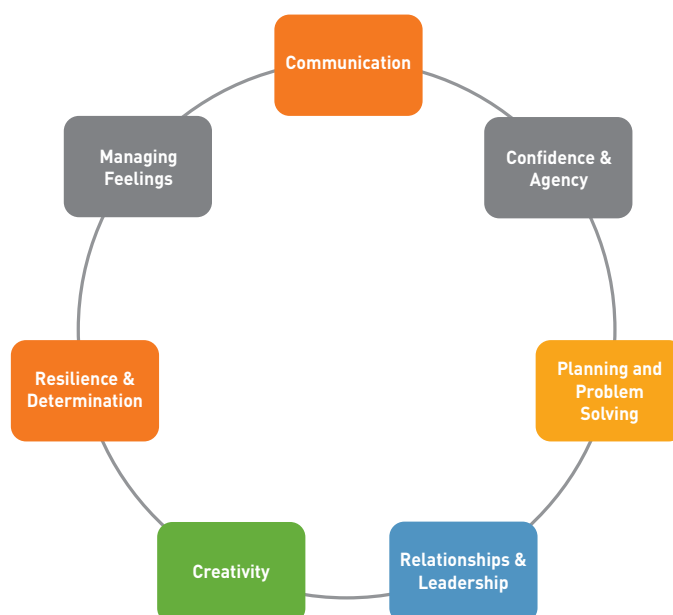 Communication
Confidence &
Agency
Planning and
Problem
Solving
Relationships &
Leadership
Creativity
Resilience &
Determination
Managing
Feelings